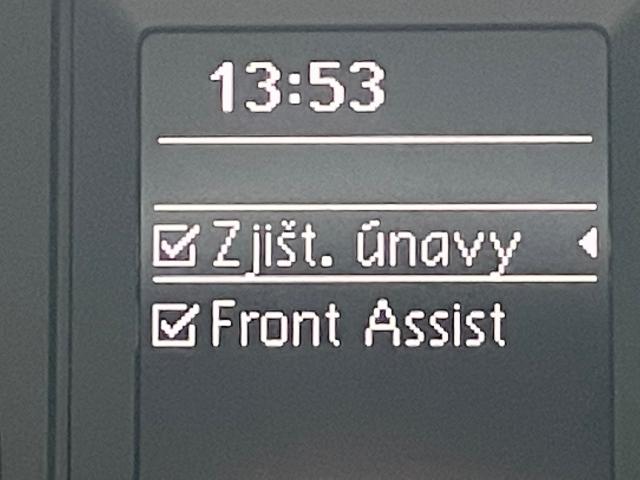 13:53
Zjišt. únavy
Front Assist